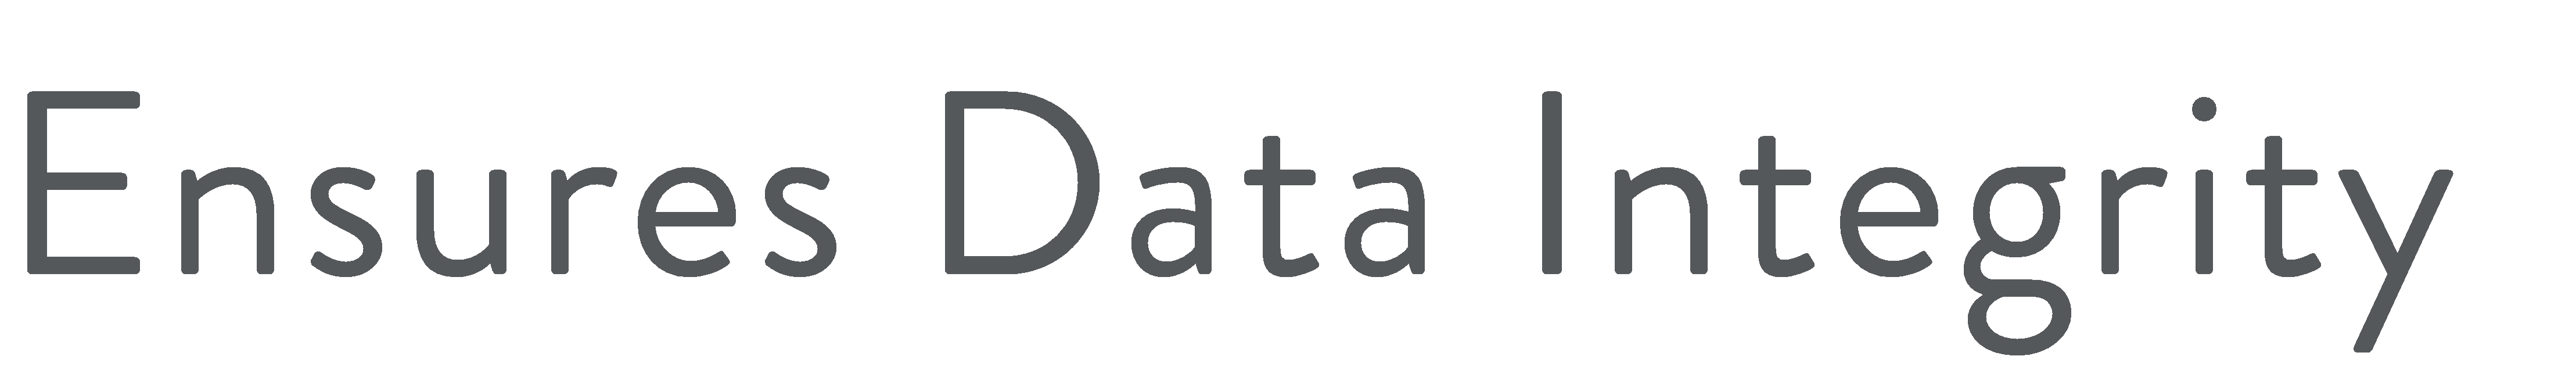 Ensures Data Integrity